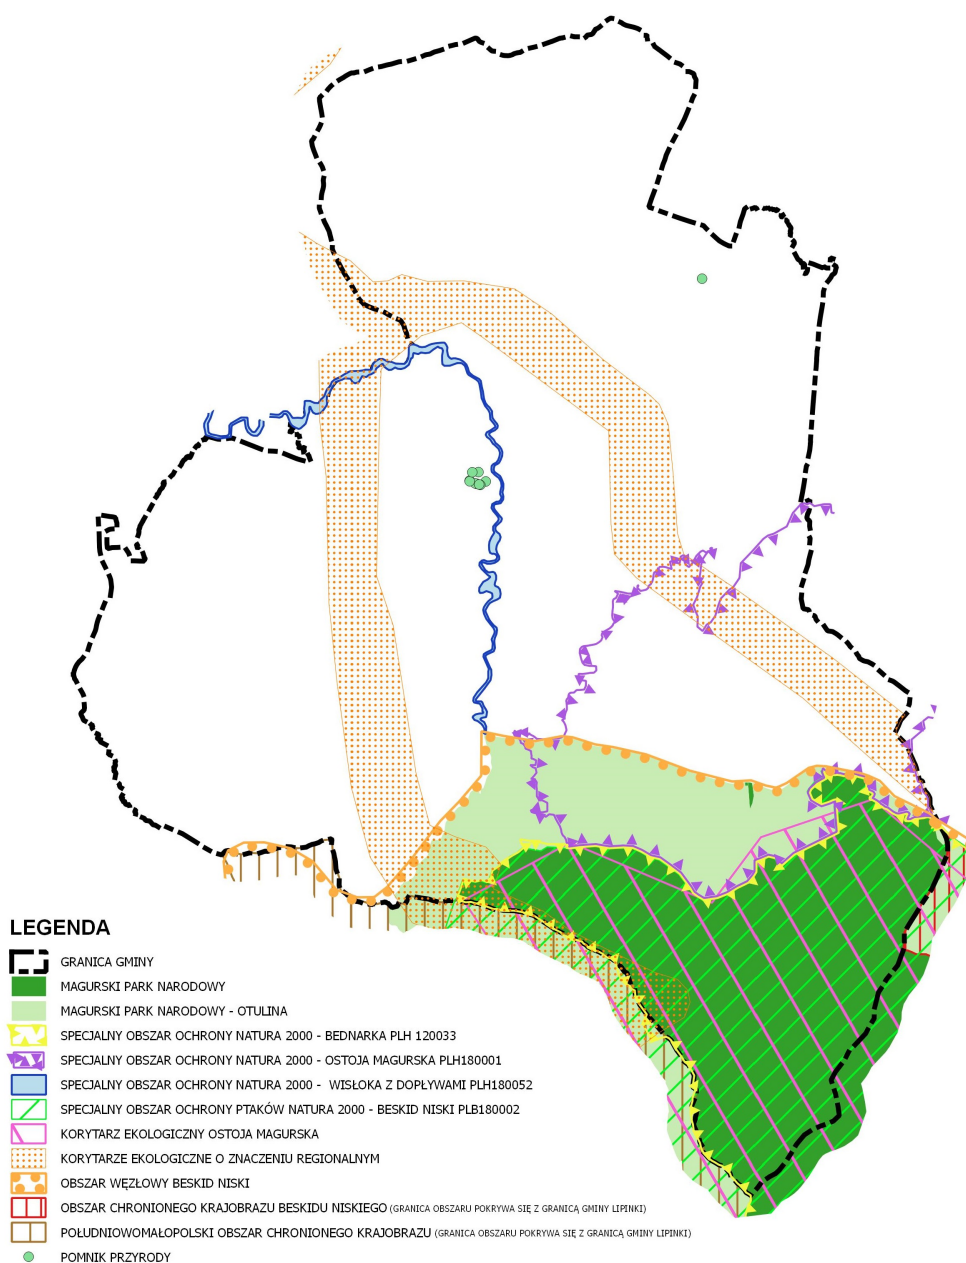 LEGENDA
GRANICA GMINY
MAGURSKI PARK NARODOWY
MAGURSKI PARK NARODOWY - OTULINA
SPECJALNY OBSZAR OCHRONY NATURA 2000 - BEDNARKA PLH 120033
SPECJALNY OBSZAR OCHRONY NATURA 2000 - OSTOJA MAGURSKA PLH180001
SPECJALNY OBSZAR OCHRONY NATURA 2000 - WISŁOKA Z DOPŁYWAMI PLH180052
SPECJALNY OBSZAR OCHRONY PTAKÓW NATURA 2000 - BESKID NISKI PLB180002
KORYTARZ EKOLOGICZNY OSTOJA MAGURSKA
KORYTARZE EKOLOGICZNE O ZNACZENIU REGIONALNYM
OBSZAR WĘZŁOWY BESKID NISKI
OBSZAR CHRONIONEGO KRAJOBRAZU BESKIDU NISKIEGO (GRANICA OBSZARU POKRYWA SIĘ Z GRANICĄ GMINY LIPINKI)
POŁUDNIOWOMAŁOPOLSKI OBSZAR CHRONIONEGO KRAJOBRAZU (GRANICA OBSZARU POKRYWA SIĘ Z GRANICĄ GMINY LIPINKI)
POMNIK PRZYRODY